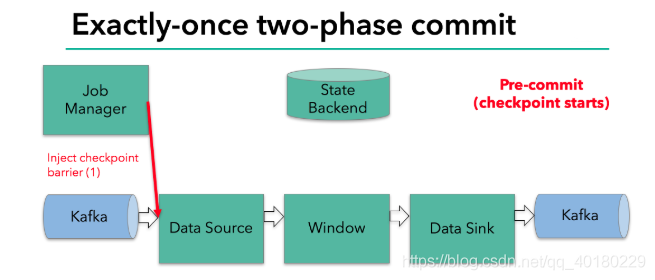 Exactly-once two-phase commit
Job
Manager
State
Backend
Pre-commit
(checkpoint starts)
Inject checkpoint
barrier (1)
Kafka
Data Source
Window
Data Sink
Kafka
https://blog.csdn.net/qq_40180229